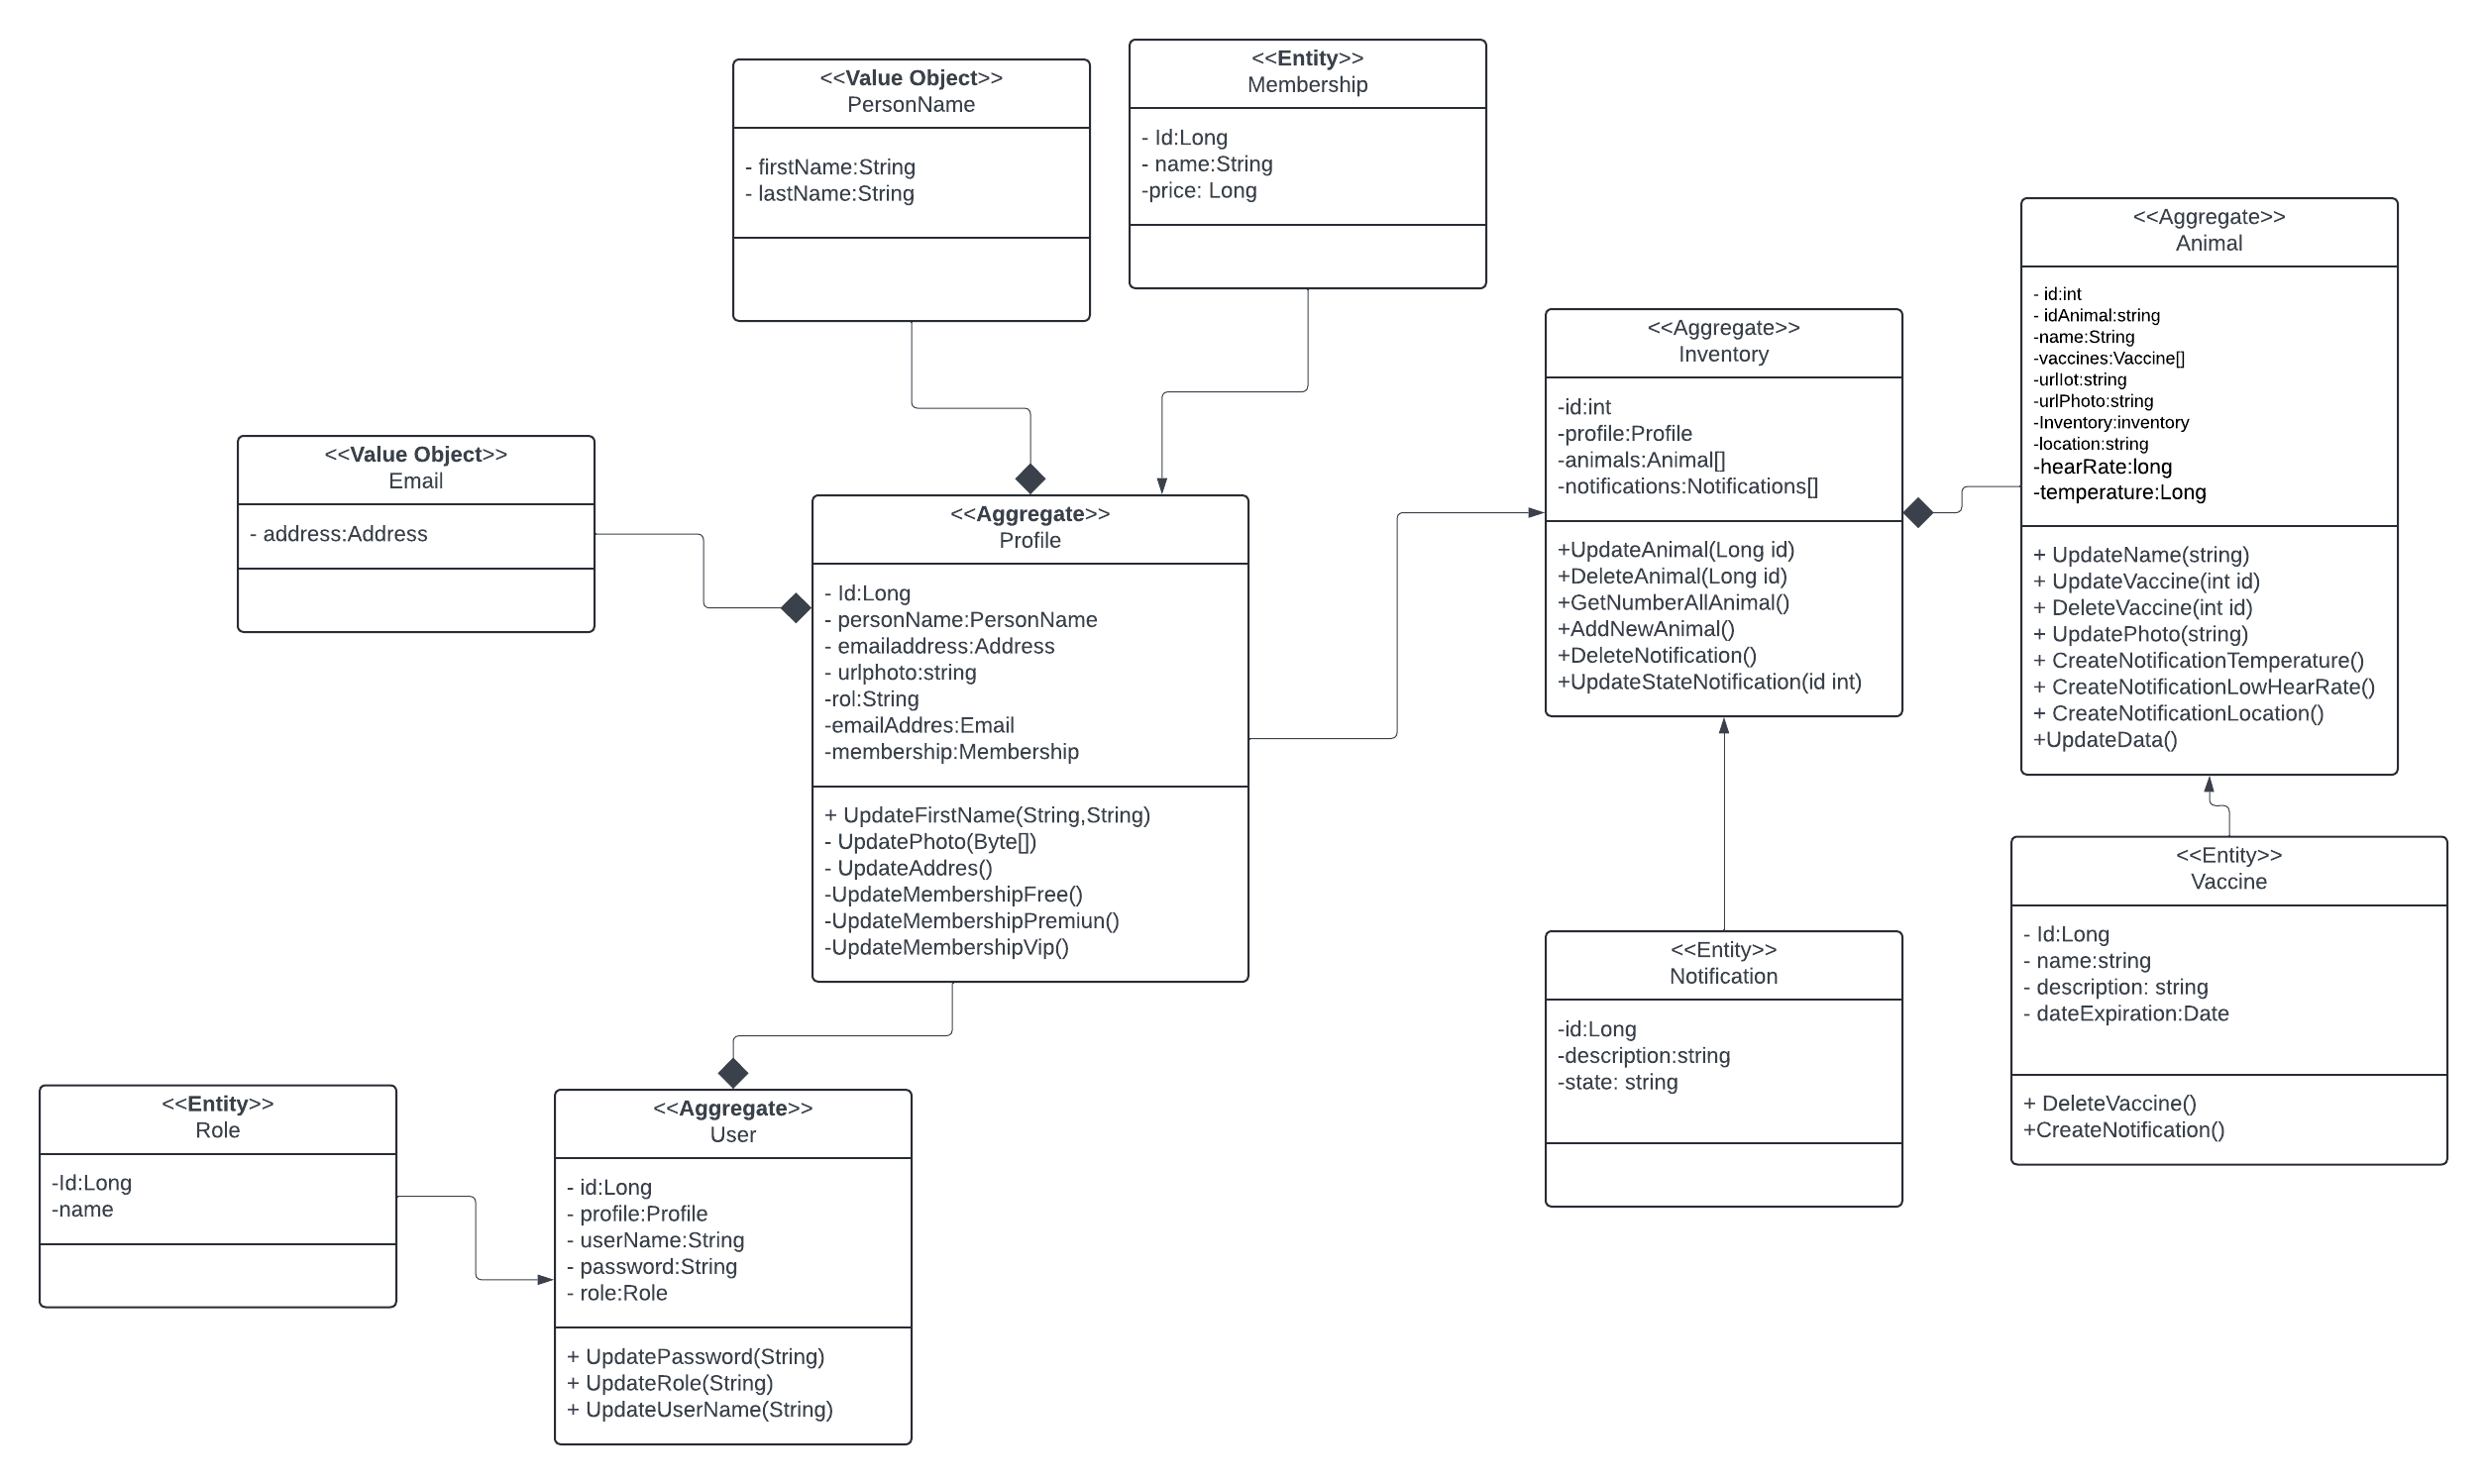 <<Value Object>>
PersonName
- firstName:String
- lastName:String
<<Entity>>
Membership
- Id:Long
- name:String
-price: Long
<<Aggregate>>
Animal
- id:int
- idAnimal:string
-name:String
-vaccines:Vaccine[]
-urlIot:string
-urlPhoto:string
-Inventory:inventory
-location:string
-hearRate:long
-temperature:Long
+ UpdateName(string)
+ UpdateVaccine(int id)
+ DeleteVaccine(int id)
+ UpdatePhoto(string)
+ CreateNotificationTemperature()
+ CreateNotificationLowHearRate()
+ CreateNotificationLocation()
+UpdateData()
<<Aggregate>>
Inventory
-id:int
-profile:Profile
-animals:Animal[]
-notifications:Notifications[]
+UpdateAnimal(Long id)
+DeleteAnimal(Long id)
+GetNumberAllAnimal()
+AddNewAnimal()
+DeleteNotification()
+UpdateStateNotification(id int)
<<Value Object>>
Email
- address:Address
<<Aggregate>>
Profile
- Id:Long
- personName:PersonName
- emailaddress:Address
- urlphoto:string
-rol:String
-emailAddres:Email
-membership:Membership
+ UpdateFirstName(String,String)
- UpdatePhoto(Byte[])
- UpdateAddres()
-UpdateMembershipFree()
-UpdateMembershipPremiun()
-UpdateMembershipVip()
<<Entity>>
Vaccine
- Id:Long
- name:string
- description: string
- dateExpiration:Date
+ DeleteVaccine()
+CreateNotification()
<<Entity>>
Notification
-id:Long
-description:string
-state: string
<<Entity>>
Role
-Id:Long
-name
<<Aggregate>>
User
- id:Long
- profile:Profile
- userName:String
- password:String
- role:Role
+ UpdatePassword(String)
+ UpdateRole(String)
+ UpdateUserName(String)